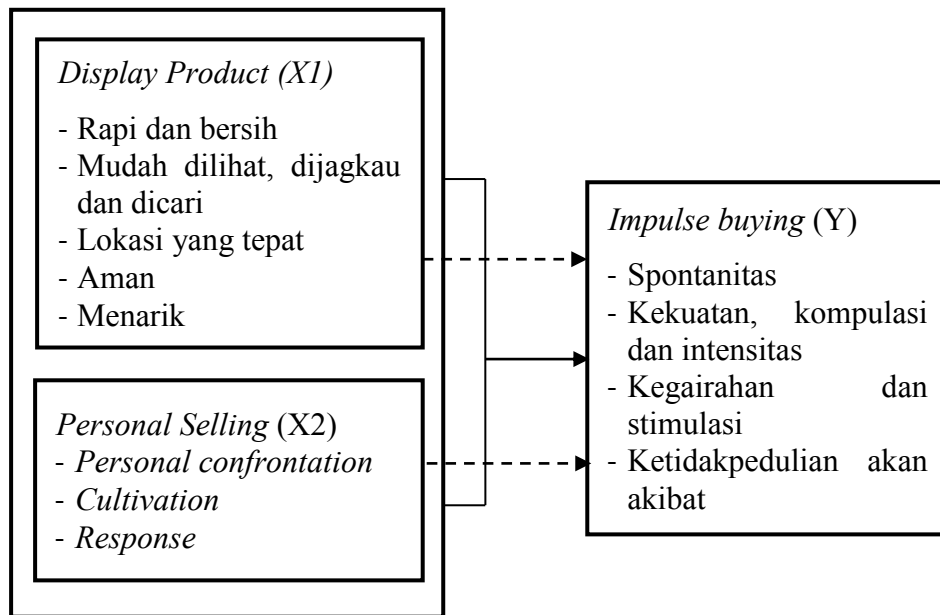 Display Product (X1)
- Rapi dan bersih
- Mudah dilihat, dijagkau
dan dicari
- Lokasi yang tepat
- Aman
- Menarik
Personal Selling (X2)
- Personal confrontation
- Cultivation
- Response
Impulse buying (Y)
- Spontanitas
- Kekuatan, kompulasi
dan intensitas
- Kegairahan dan
stimulasi
- Ketidakpedulian akan
akibat